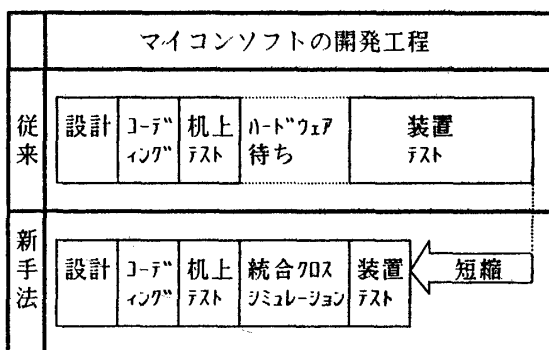 マイコンソフトの開発工程
従来
設計
コーディング
机上テスト
ハードウェア待ち
装置テスト
新手法
設計
コーディング
机上テスト
統合クロスシミュレーション
装置テスト
短縮